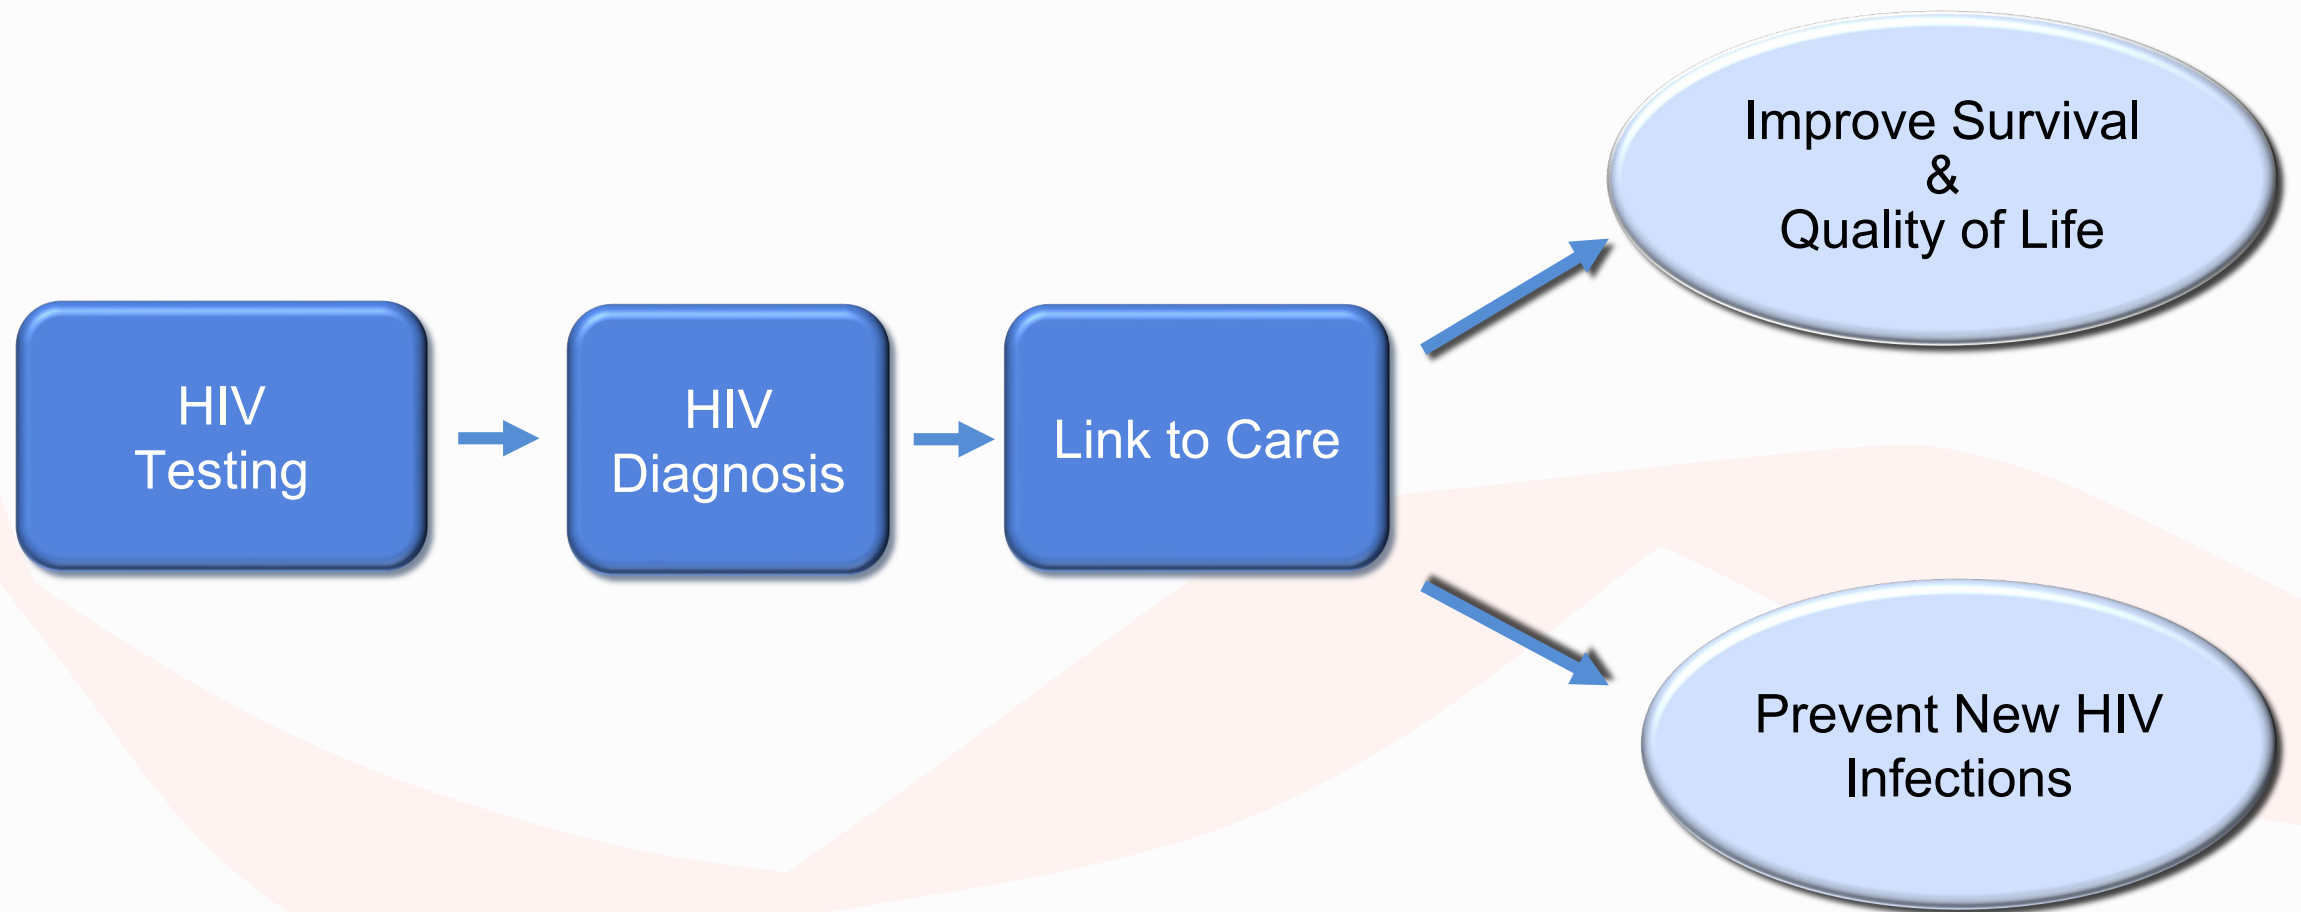 HIV
Testing
HIV
Diagnosis
Link to Care
Improve Survival
&
Quality of Life
Prevent New HIV
Infections